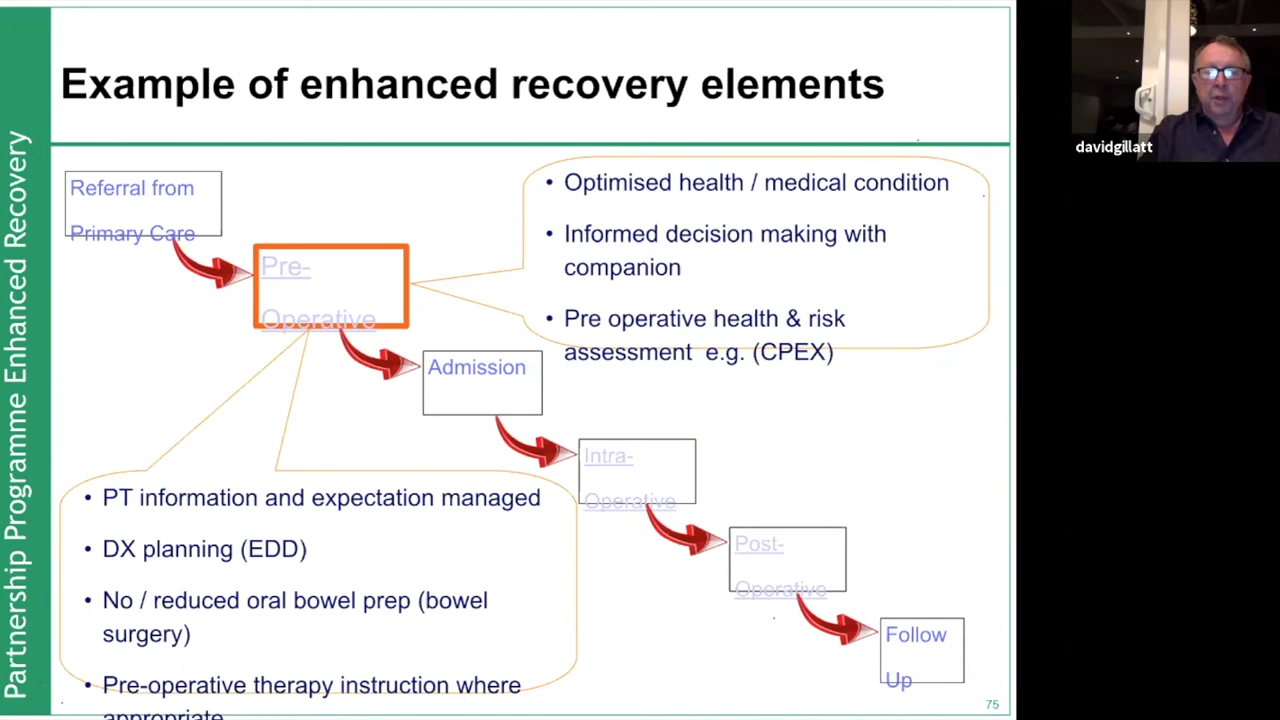 Example of enhanced recovery elements
Partnership Programme Enhanced Recovery
Referral from
Primary Care
Pre-
Operative
Admission
Intra-
Operative
Post-
Operative
Follow
Up
• Optimised health / medical condition
• Informed decision making with
companion
• Pre operative health & risk
assessment e.g. (CPEX)
• PT information and expectation managed
• DX planning (EDD)
• No / reduced oral bowel prep (bowel
surgery)
• Pre-operative therapy instruction where
appropriate
75
davidgillatt